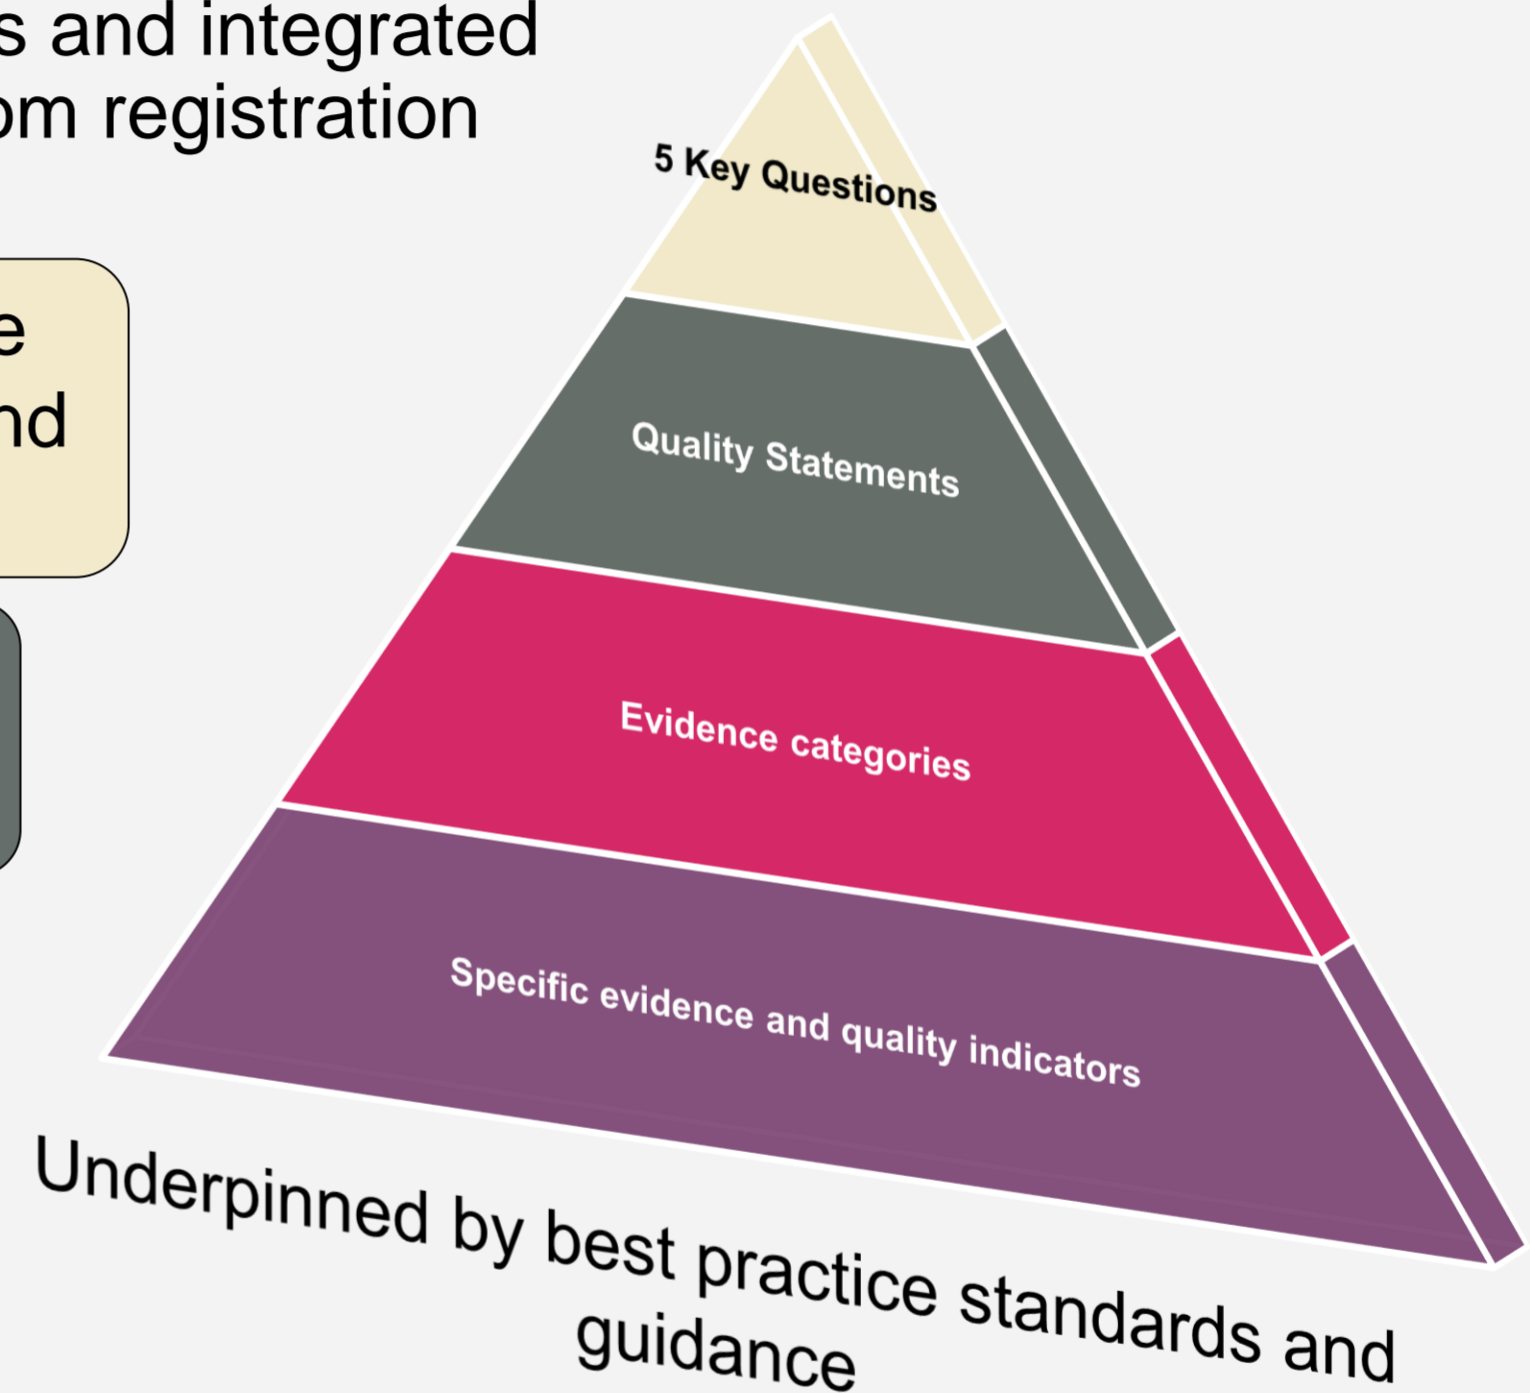 s and integrated
om registration
e
nd
5 Key Questions
Quality Statements
Evidence categories
Specific evidence and quality indicators
Underpinned by best practice standards and
guidance